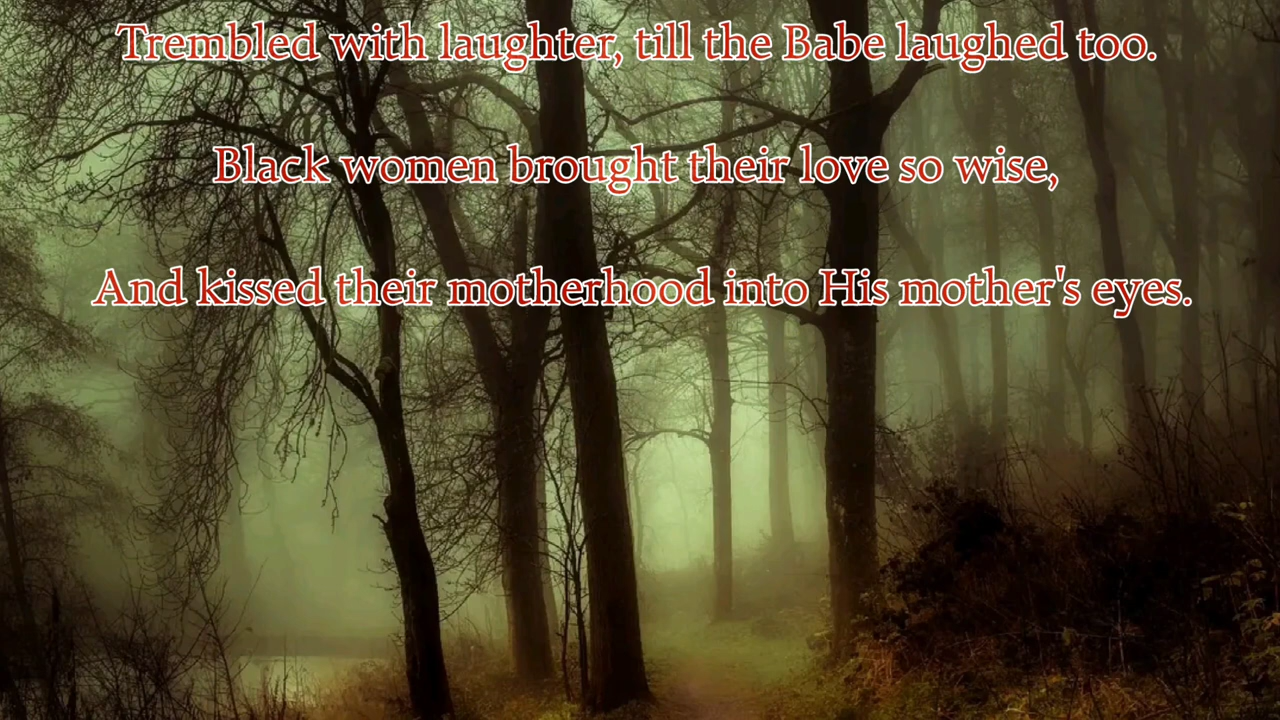 Trembled with laughter, till the Babe laughed too.
Black women brought their love so wise,
And kissed their motherhood into His mother's eyes.